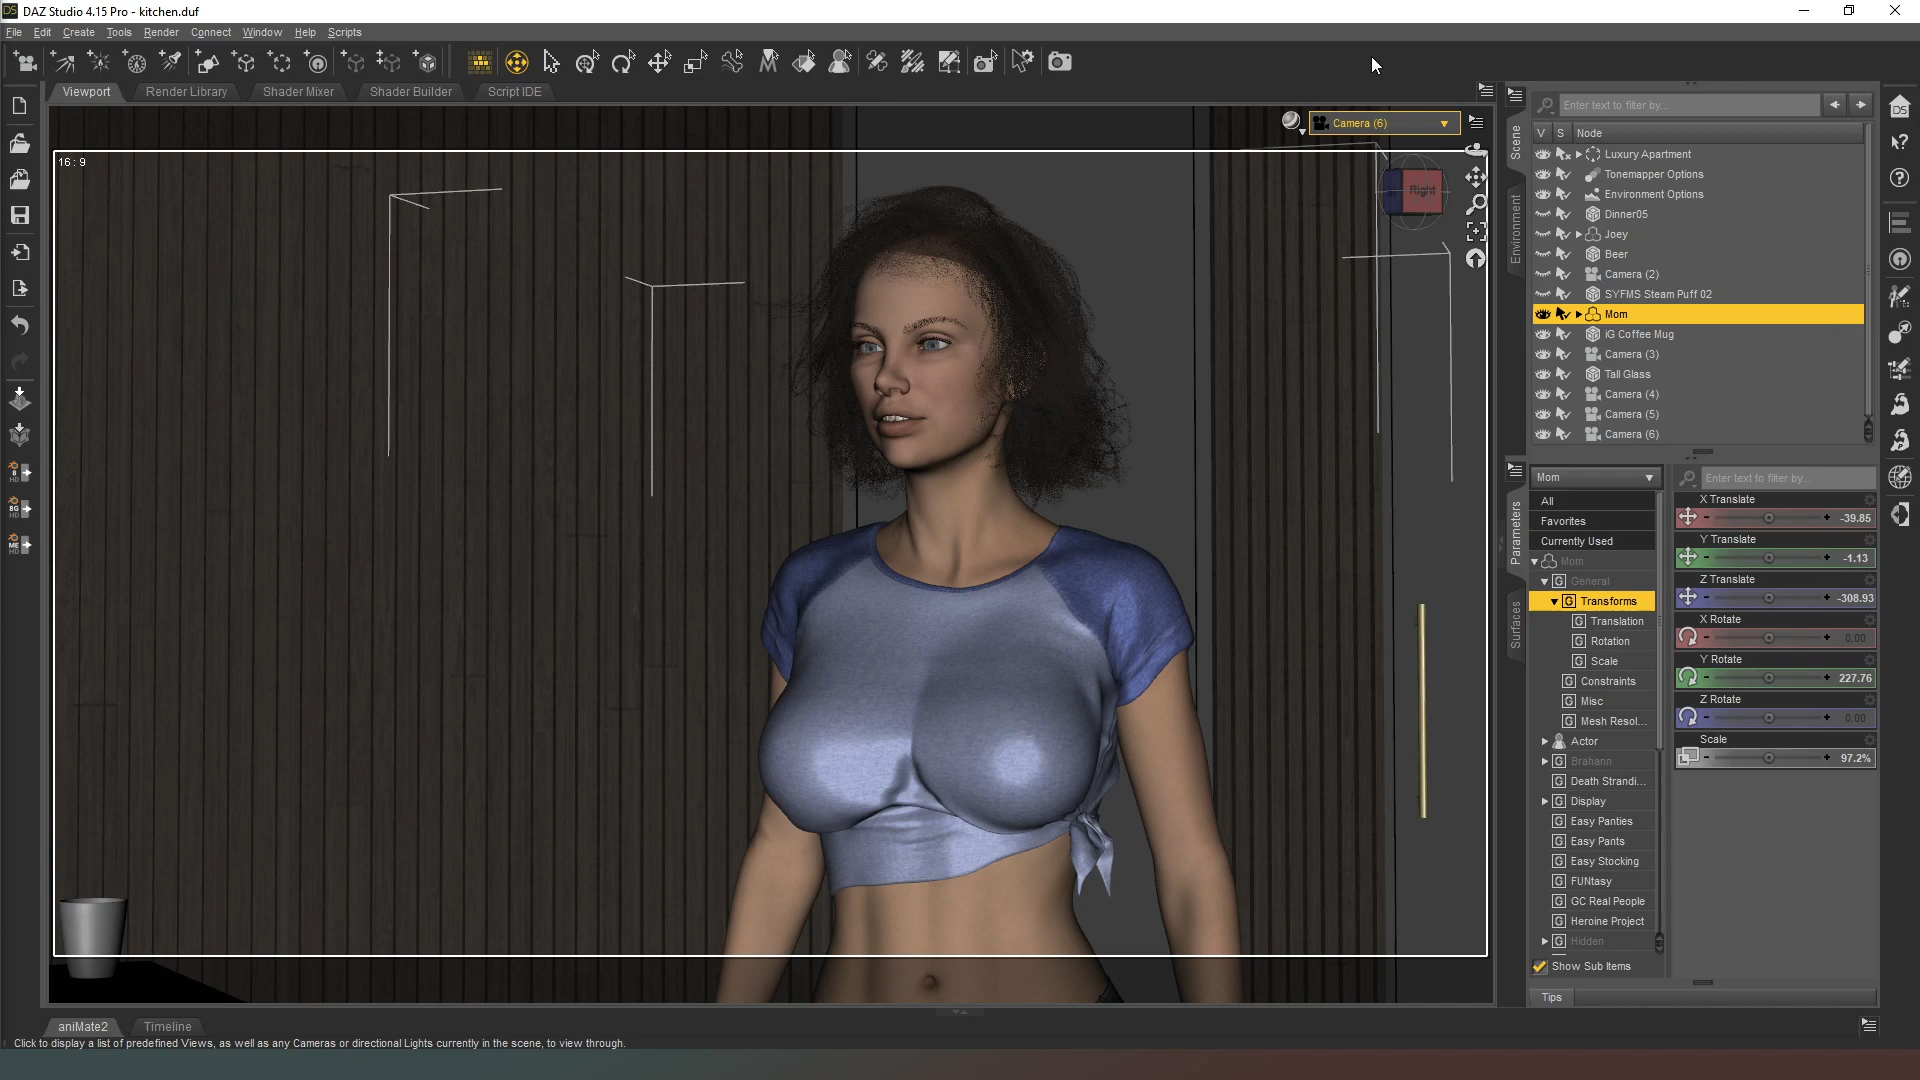 DAZ Studio 4.15 Pro - kitchen.duf
File Edit Create Tools Render Connect Window Help Scripts
Viewport Render Library Shader Mixer Shader Builder Script IDE
Camera (6)
16 : 9
Right
Scene
Environment
Enter text to filter by...
V S Node
Luxury Apartment
Tonemapper Options
Environment Options
Dinner05
Joey
Beer
Camera (2)
SYFMS Steam Puff 02
Mom
iG Coffee Mug
Camera (3)
Tall Glass
Camera (4)
Camera (5)
Camera (6)
Parameters
Surfaces
Mom
All
Favorites
Currently Used
Mom
General
Transforms
Translation
Rotation
Scale
Constraints
Misc
Mesh Resol...
Actor
Brahann
Death Strandi...
Display
Easy Panties
Easy Pants
Easy Stocking
FUNtasy
GC Real People
Heroine Project
Hidden
Show Sub Items
Enter text to filter by...
X Translate
-39.85
Y Translate
-1.13
Z Translate
-308.93
X Rotate
0.00
Y Rotate
227.76
Z Rotate
0.00
Scale
97.2%
Tips
aniMate2 Timeline
Click to display a list of predefined Views, as well as any Cameras or directional Lights currently in the scene, to view through.
DS
8
HD
8G
HD
ME
HD